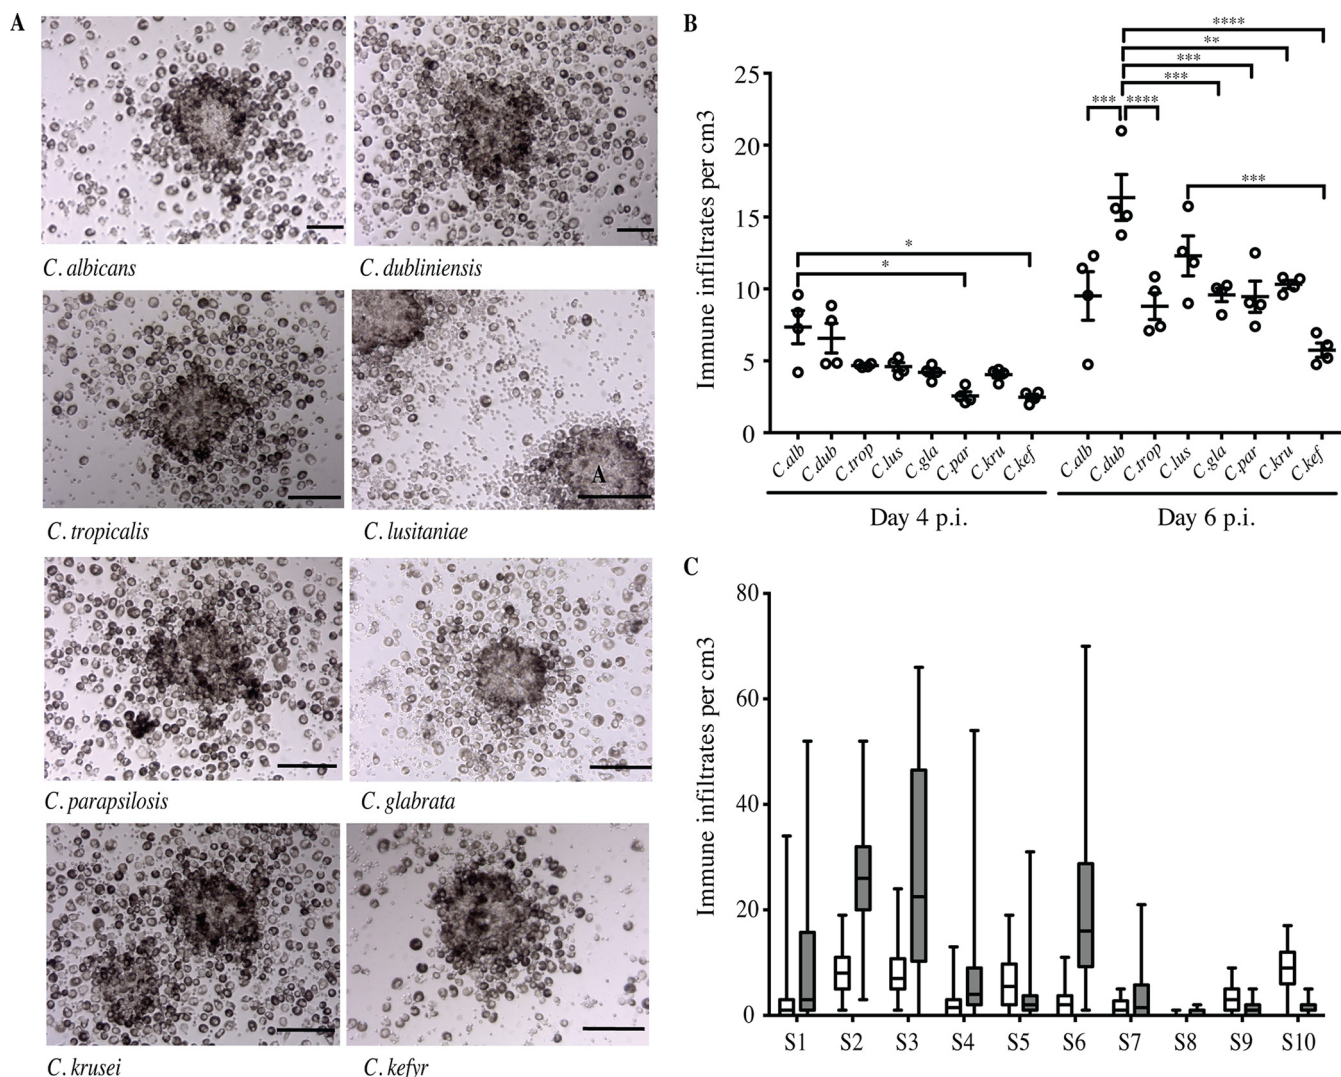 A
C. albicans
C. dubliniensis
C. tropicalis
A
C. lusitaniae
C. parapsilosis
C. glabrata
C. krusei
C. kefyr
B
Immune infiltrates per cm3
25
20
15
10
5
0
****
**
***
***
*** ****
***
*
*
C.alb C.dub C.trop C.lus C.gla C.par C.kru C.kef C.alb C.dub C.trop C.lus C.gla C.par C.kru C.kef
Day 4 p.i. Day 6 p.i.
C
Immune infiltrates per cm3
80
60
40
20
0
S1 S2 S3 S4 S5 S6 S7 S8 S9 S10